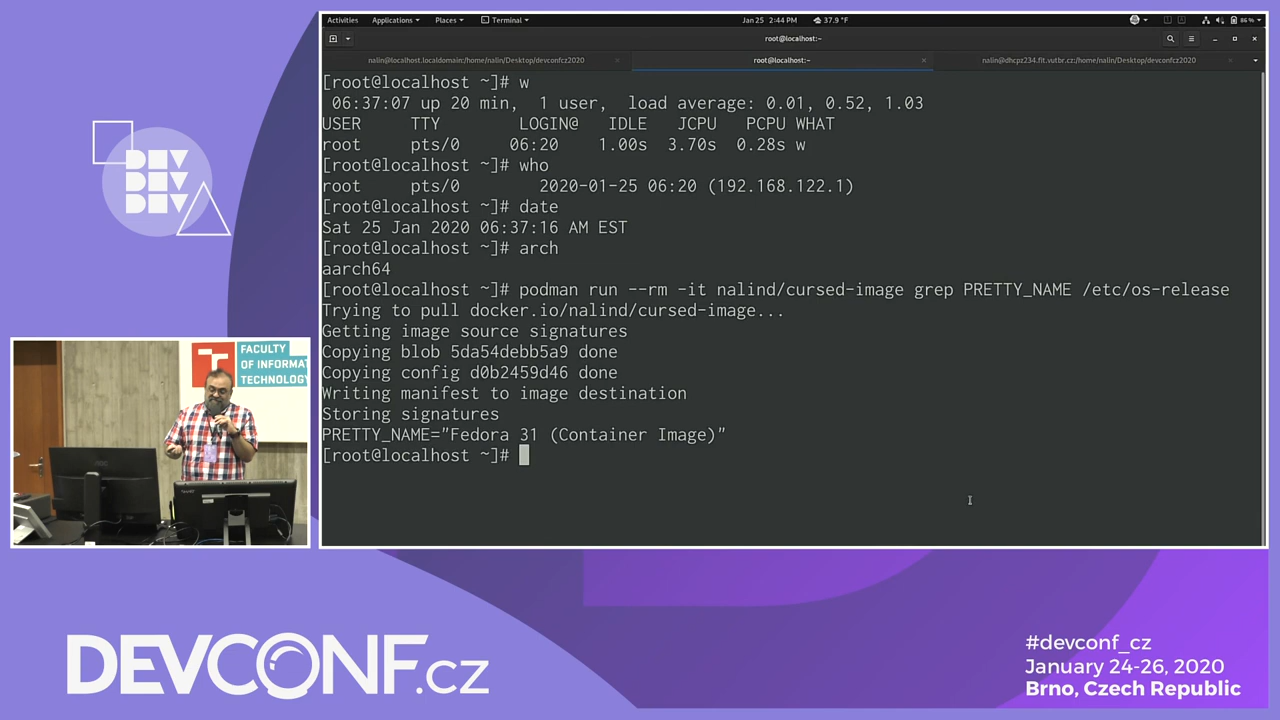 DEV
DEV
DEV
Activities Applications Places Terminal Jan 25 2:44 PM 37.9 °F 86 %
root@localhost:~
nalin@localhost.localdomain:/home/nalin/Desktop/devconfcz2020 root@localhost:~ nalin@dhcpz234.fit.vutbr.cz:/home/nalin/Desktop/devconfcz2020
[root@localhost ~]# w
06:37:07 up 20 min, 1 user, load average: 0.01, 0.52, 1.03
USER TTY LOGIN@ IDLE JCPU PCPU WHAT
root pts/0 06:20 1.00s 3.70s 0.28s w
[root@localhost ~]# who
root pts/0 2020-01-25 06:20 (192.168.122.1)
[root@localhost ~]# date
Sat 25 Jan 2020 06:37:16 AM EST
[root@localhost ~]# arch
aarch64
[root@localhost ~]# podman run --rm -it nalind/cursed-image grep PRETTY_NAME /etc/os-release
Trying to pull docker.io/nalind/cursed-image...
Getting image source signatures
Copying blob 5da54debb5a9 done
Copying config d0b2459d46 done
Writing manifest to image destination
Storing signatures
PRETTY_NAME="Fedora 31 (Container Image)"
[root@localhost ~]#
FACULTY
OF INFORMAT
TECHNOLOGY
DEVCONF.cz
#devconf_cz
January 24-26, 2020
Brno, Czech Republic